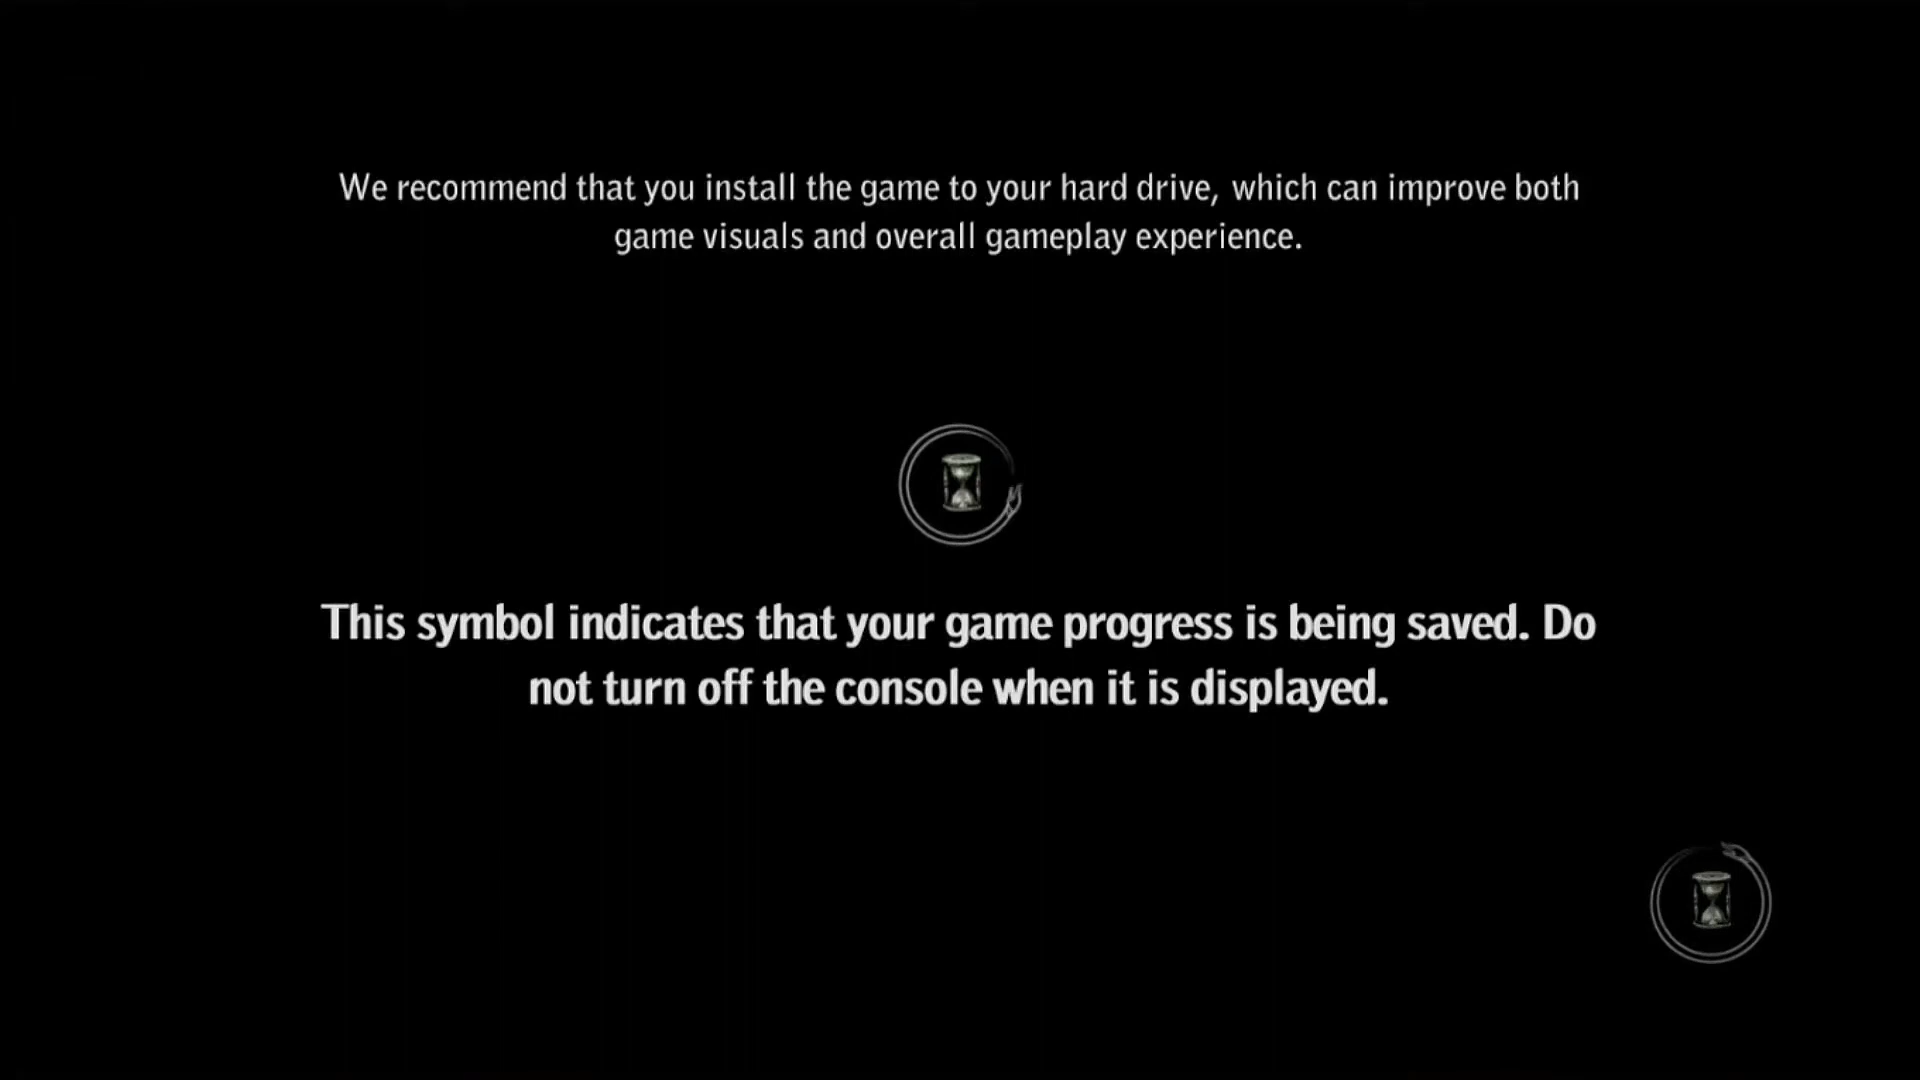 We recommend that you install the game to your hard drive, which can improve both
game visuals and overall gameplay experience.
This symbol indicates that your game progress is being saved. Do
not turn off the console when it is displayed.